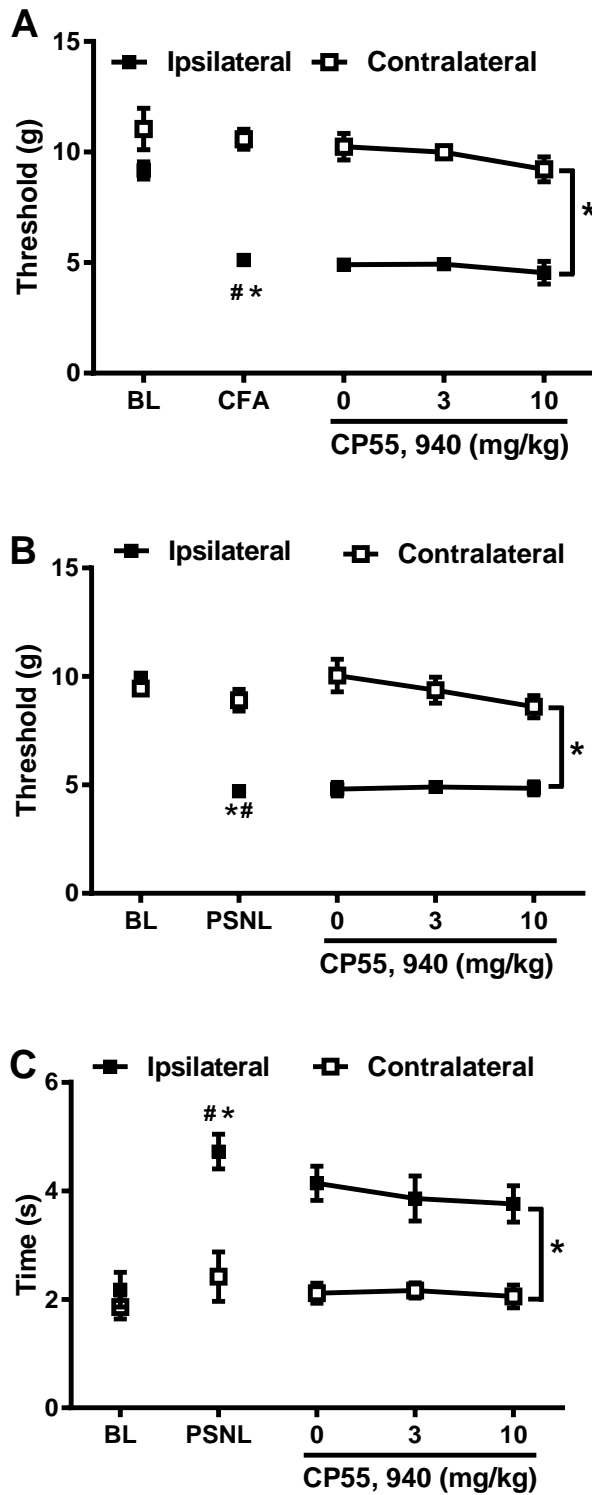 A
Ipsilateral Contralateral
15
10
5
0
Threshold (g)
# *
*
BL CFA 0 3 10
CP55, 940 (mg/kg)
B
Ipsilateral Contralateral
15
10
5
0
Threshold (g)
*#
*
BL PSNL 0 3 10
CP55, 940 (mg/kg)
C
Ipsilateral Contralateral
6
4
2
0
Time (s)
# *
*
BL PSNL 0 3 10
CP55, 940 (mg/kg)